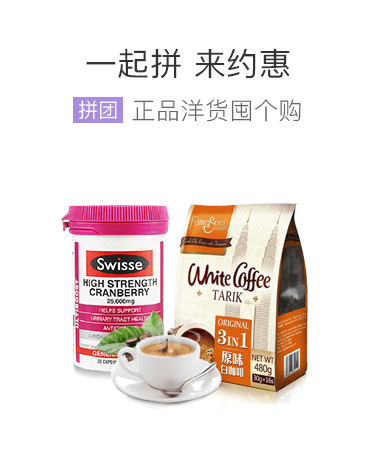 一起拼 来约惠
拼团 正品洋货囤个购
Swisse
HIGH STRENGTH
CRANBERRY
25,000mg
HELPS SUPPORT
URINARY TRACT HEALTH
White Coffee
TARIK
ORIGINAL
3 IN 1
原味
白咖啡
NET WT
480g
30g×16s